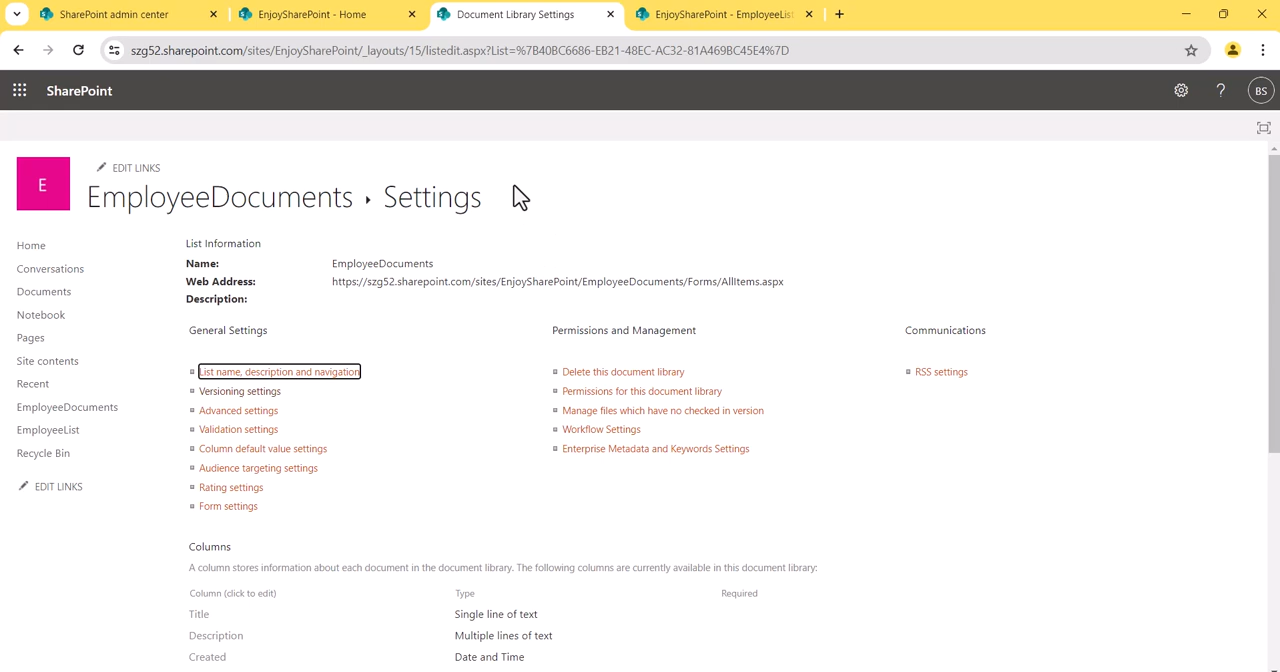 SharePoint admin center
EnjoySharePoint - Home
Document Library Settings
EnjoySharePoint - EmployeeList
szg52.sharepoint.com/sites/EnjoySharePoint/_layouts/15/listedit.aspx?List=%7B40BC6686-EB21-48EC-AC32-81A469BC45E4%7D
SharePoint
?
BS
E
EDIT LINKS
EmployeeDocuments ▸ Settings
Home
Conversations
Documents
Notebook
Pages
Site contents
Recent
EmployeeDocuments
EmployeeList
Recycle Bin
EDIT LINKS
List Information
Name: EmployeeDocuments
Web Address: https://szg52.sharepoint.com/sites/EnjoySharePoint/EmployeeDocuments/Forms/AllItems.aspx
Description:
General Settings
List name, description and navigation
Versioning settings
Advanced settings
Validation settings
Column default value settings
Audience targeting settings
Rating settings
Form settings
Permissions and Management
Delete this document library
Permissions for this document library
Manage files which have no checked in version
Workflow Settings
Enterprise Metadata and Keywords Settings
Communications
RSS settings
Columns
A column stores information about each document in the document library. The following columns are currently available in this document library:
Column (click to edit) Type Required
Title Single line of text
Description Multiple lines of text
Created Date and Time